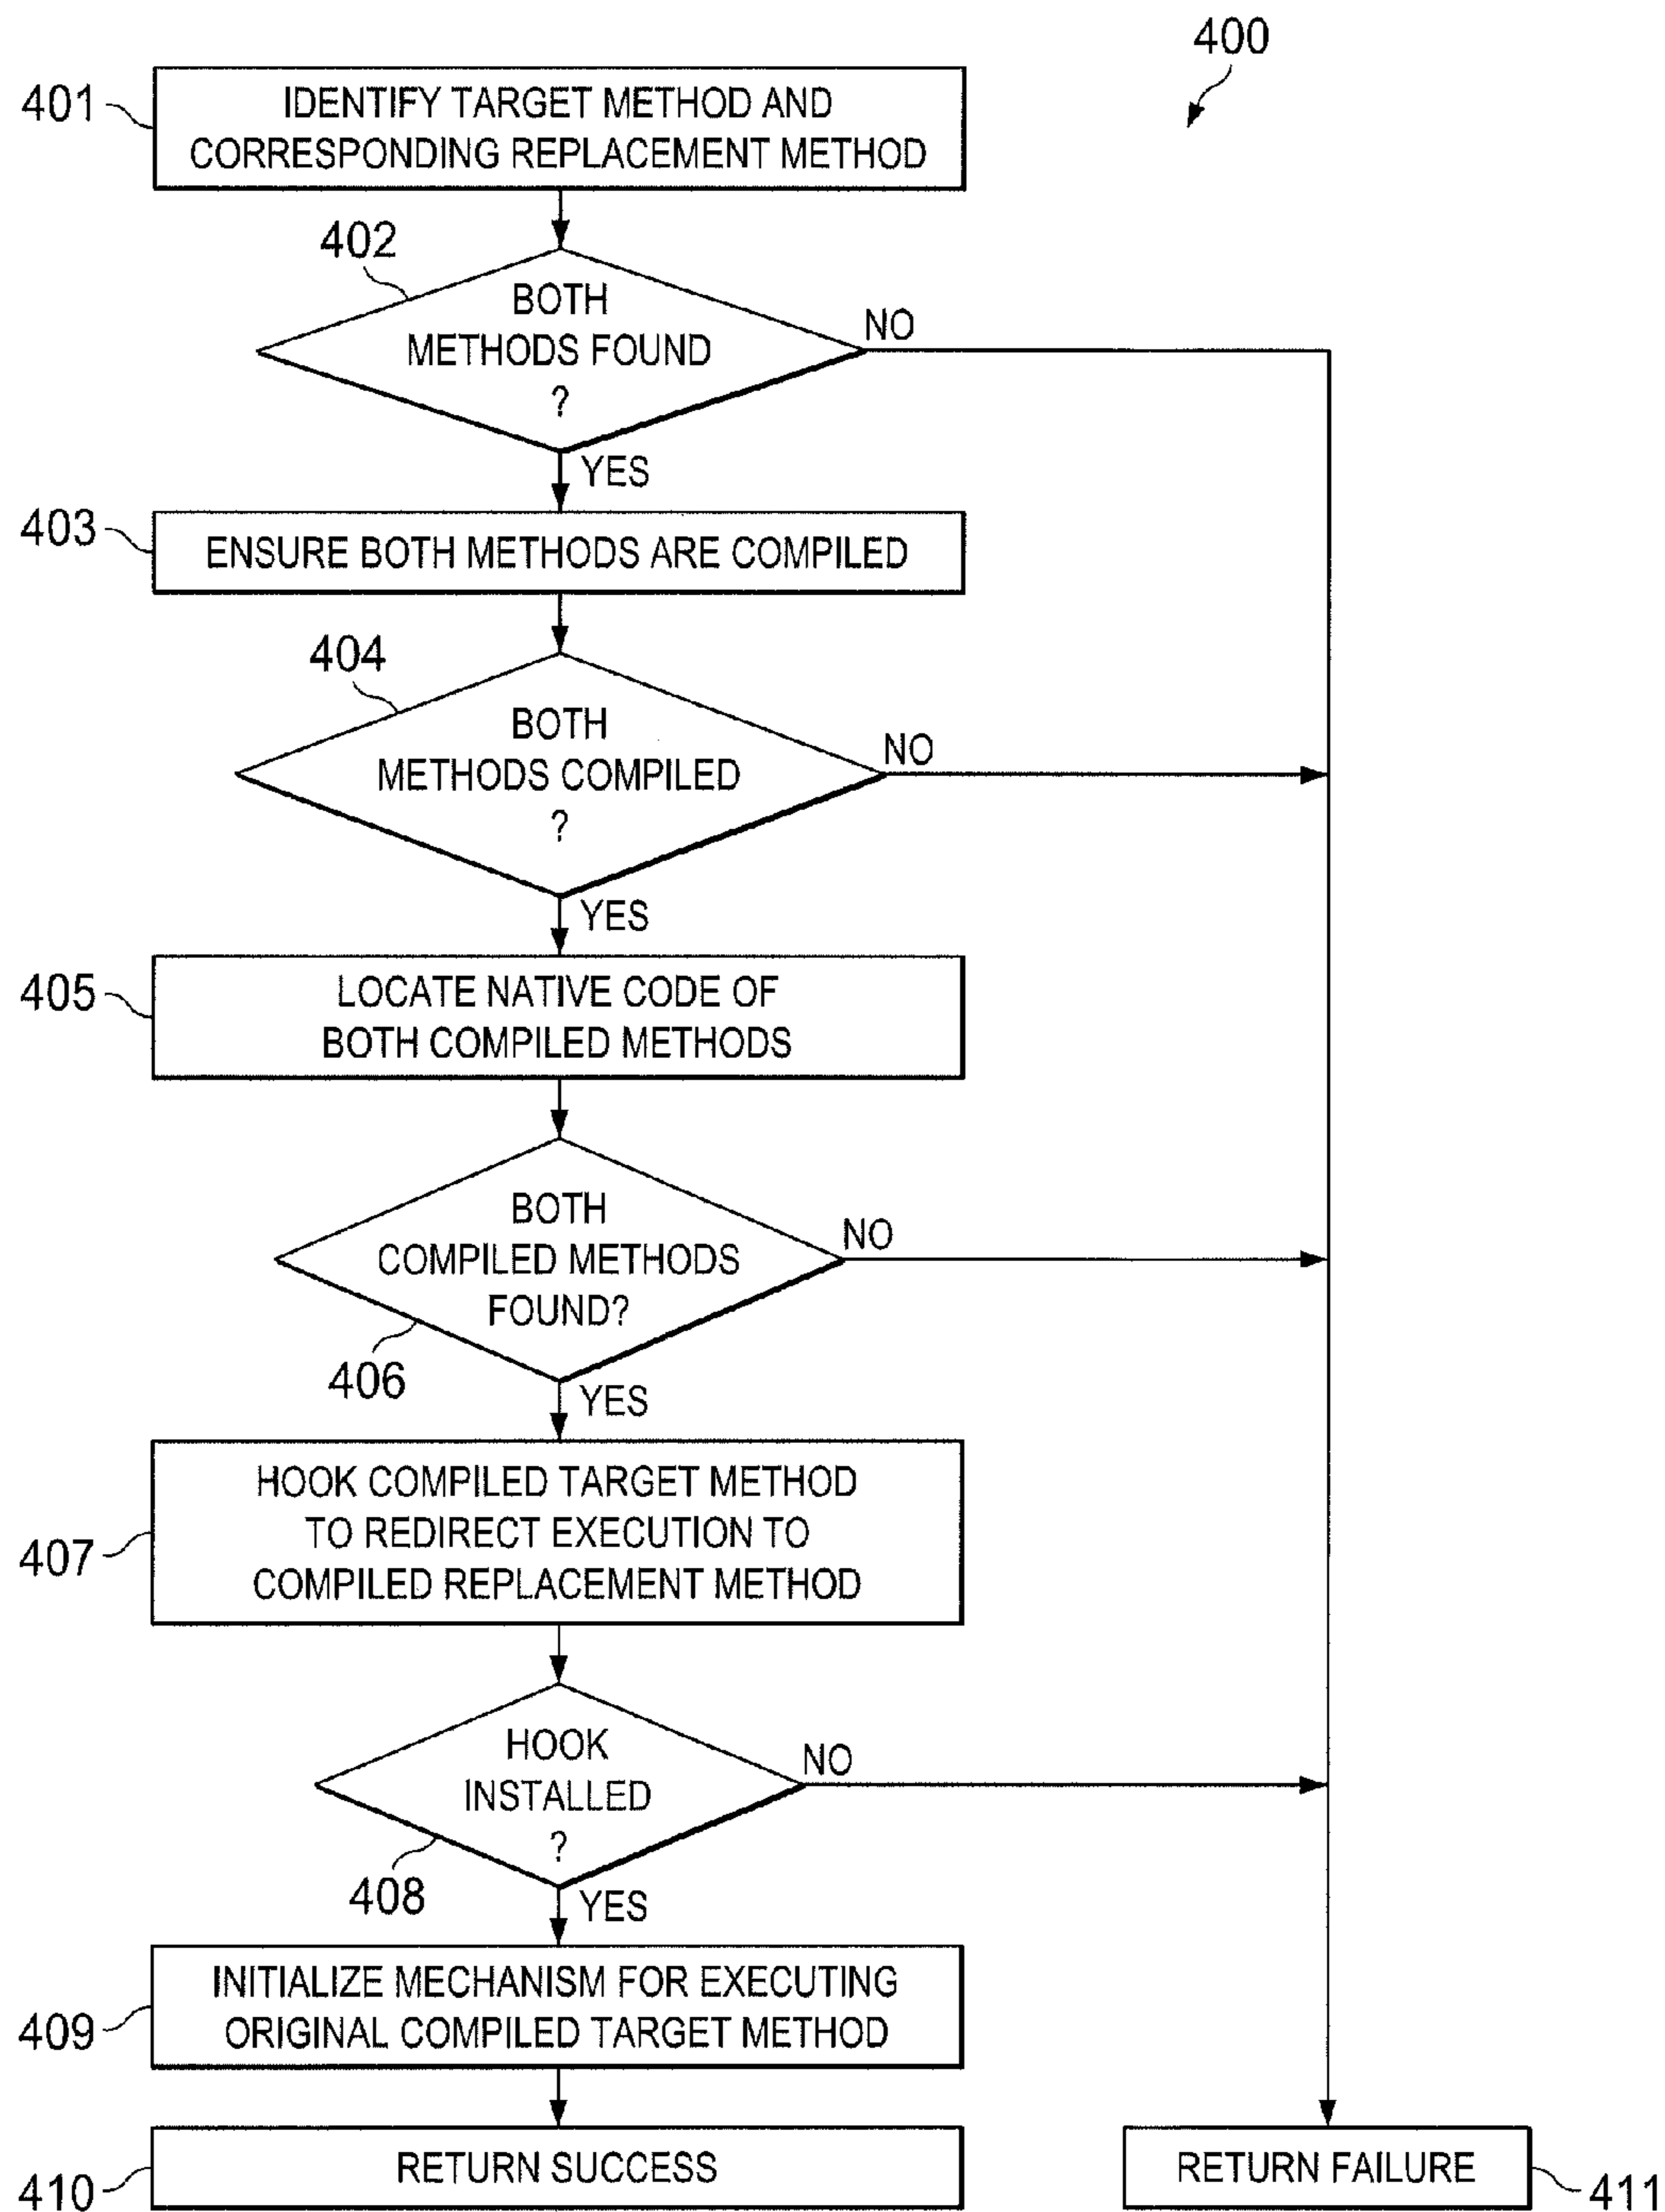 400
401
IDENTIFY TARGET METHOD AND
CORRESPONDING REPLACEMENT METHOD
402
BOTH
METHODS FOUND
?
NO
YES
403
ENSURE BOTH METHODS ARE COMPILED
404
BOTH
METHODS COMPILED
?
NO
YES
405
LOCATE NATIVE CODE OF
BOTH COMPILED METHODS
BOTH
COMPILED METHODS
FOUND?
NO
406
YES
407
HOOK COMPILED TARGET METHOD
TO REDIRECT EXECUTION TO
COMPILED REPLACEMENT METHOD
HOOK
INSTALLED
?
NO
408
YES
409
INITIALIZE MECHANISM FOR EXECUTING
ORIGINAL COMPILED TARGET METHOD
410
RETURN SUCCESS
RETURN FAILURE
411